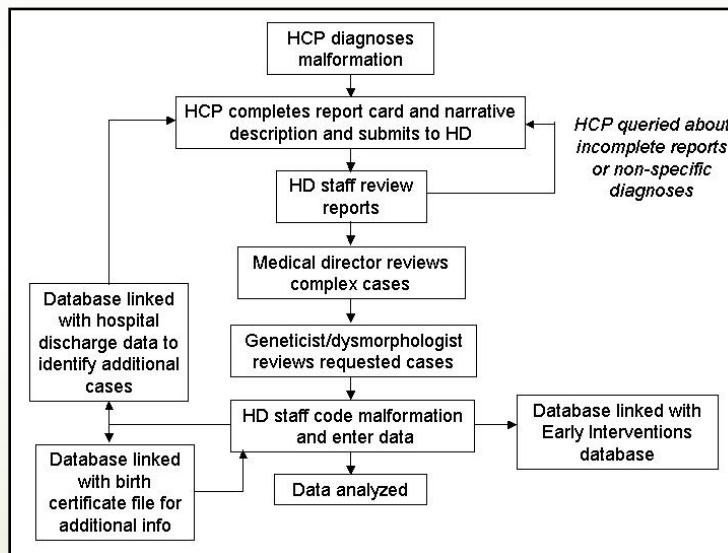 HCP diagnoses
malformation
HCP completes report card and narrative
description and submits to HD
HCP queried about
incomplete reports
or non-specific
diagnoses
HD staff review
reports
Medical director reviews
complex cases
Database linked
with hospital
discharge data to
identify additional
cases
Geneticist/dysmorphologist
reviews requested cases
HD staff code malformation
and enter data
Database linked with
Early Interventions
database
Database linked
with birth
certificate file for
additional info
Data analyzed